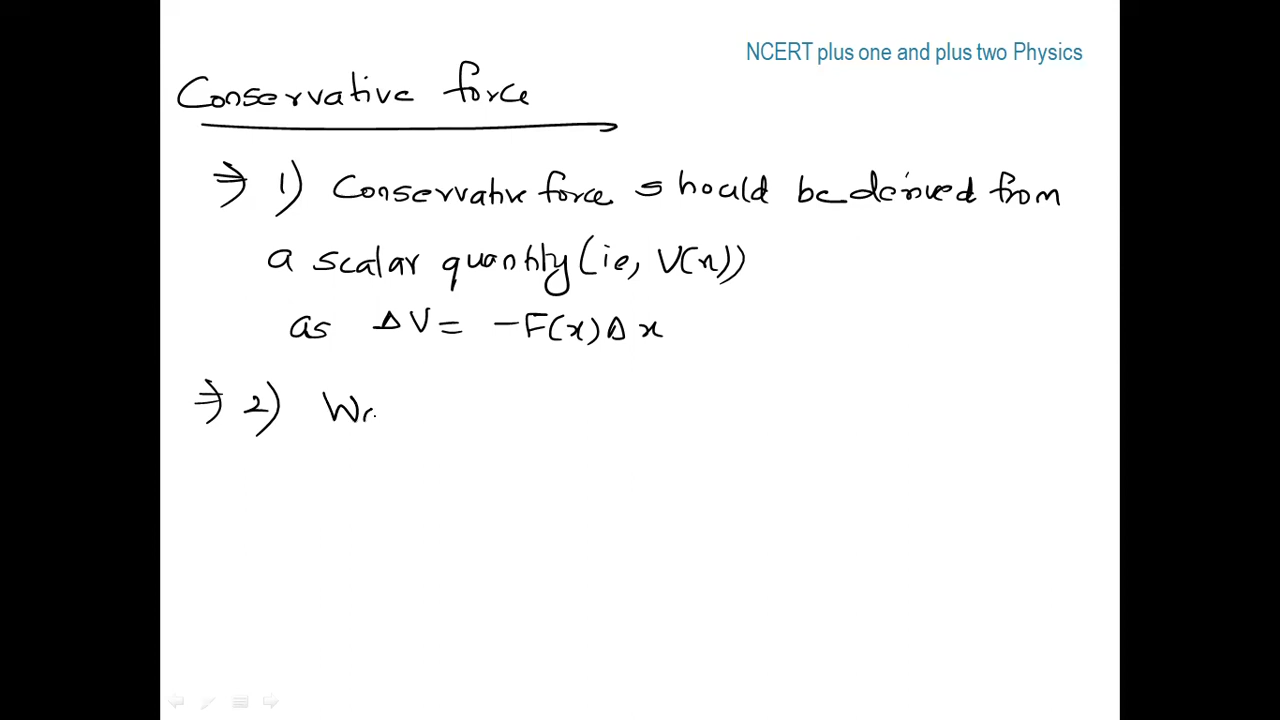 NCERT plus one and plus two Physics
Conservative force
⇒ 1) Conservative force should be derived from
a scalar quantity (ie, V(x))
as ΔV = -F(x)Δx
⇒ 2)